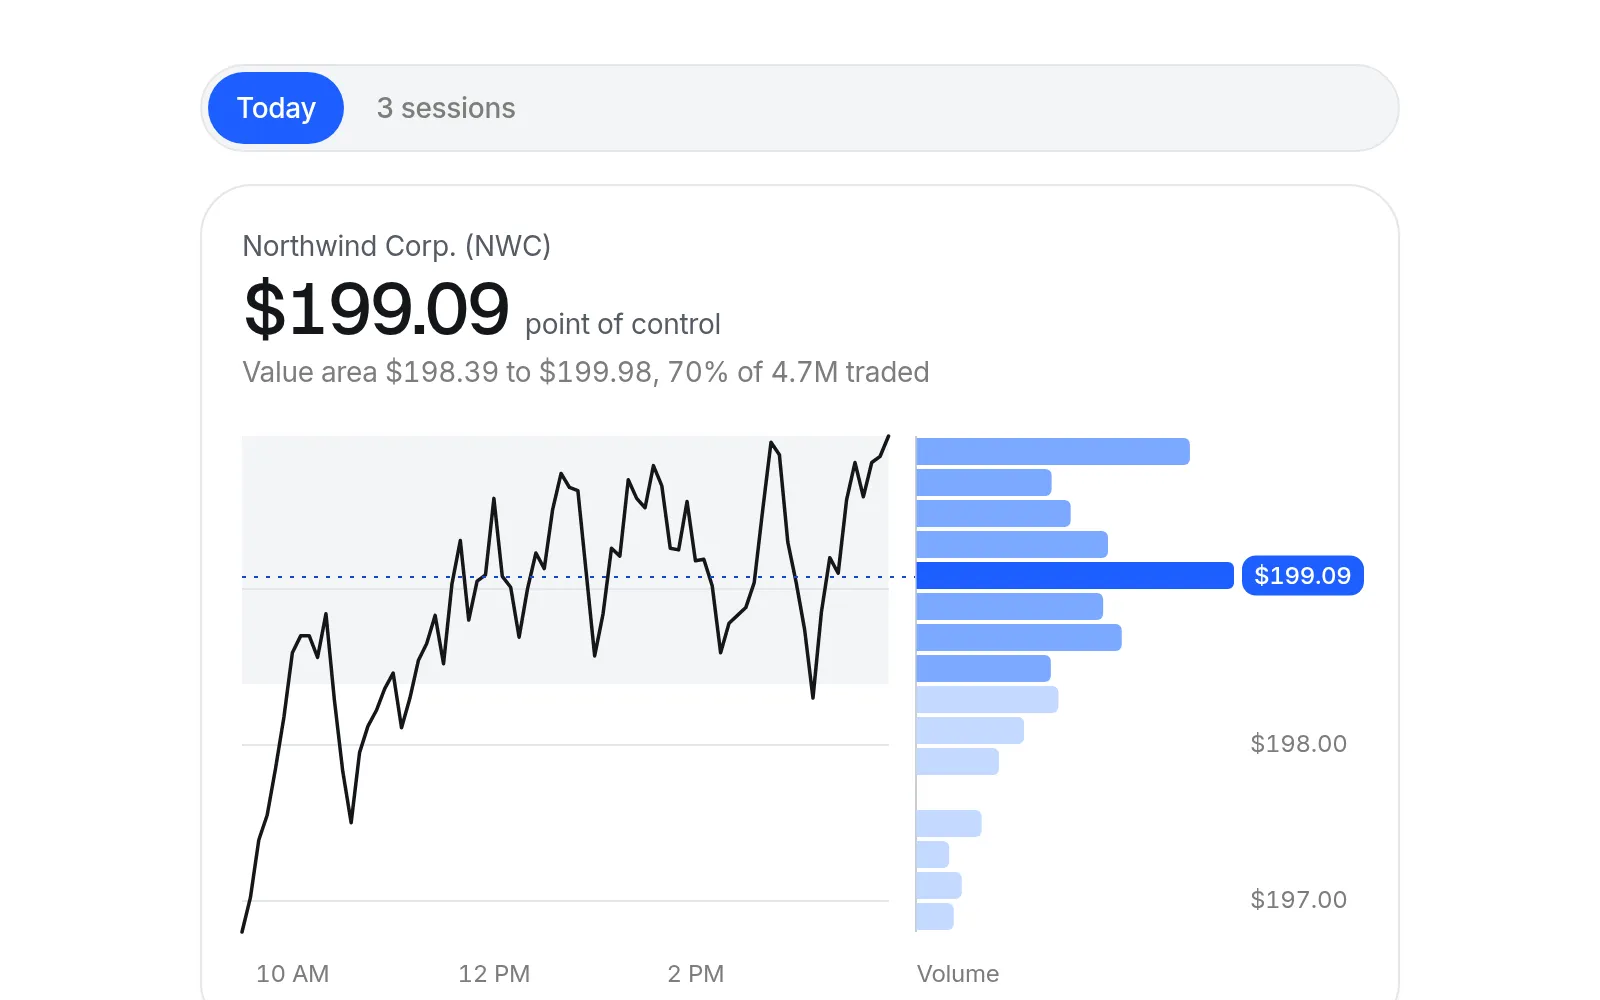 Today 3 sessions
Northwind Corp. (NWC)
$199.09 point of control
Value area $198.39 to $199.98, 70% of 4.7M traded
$199.09
$198.00
$197.00
10 AM 12 PM 2 PM Volume